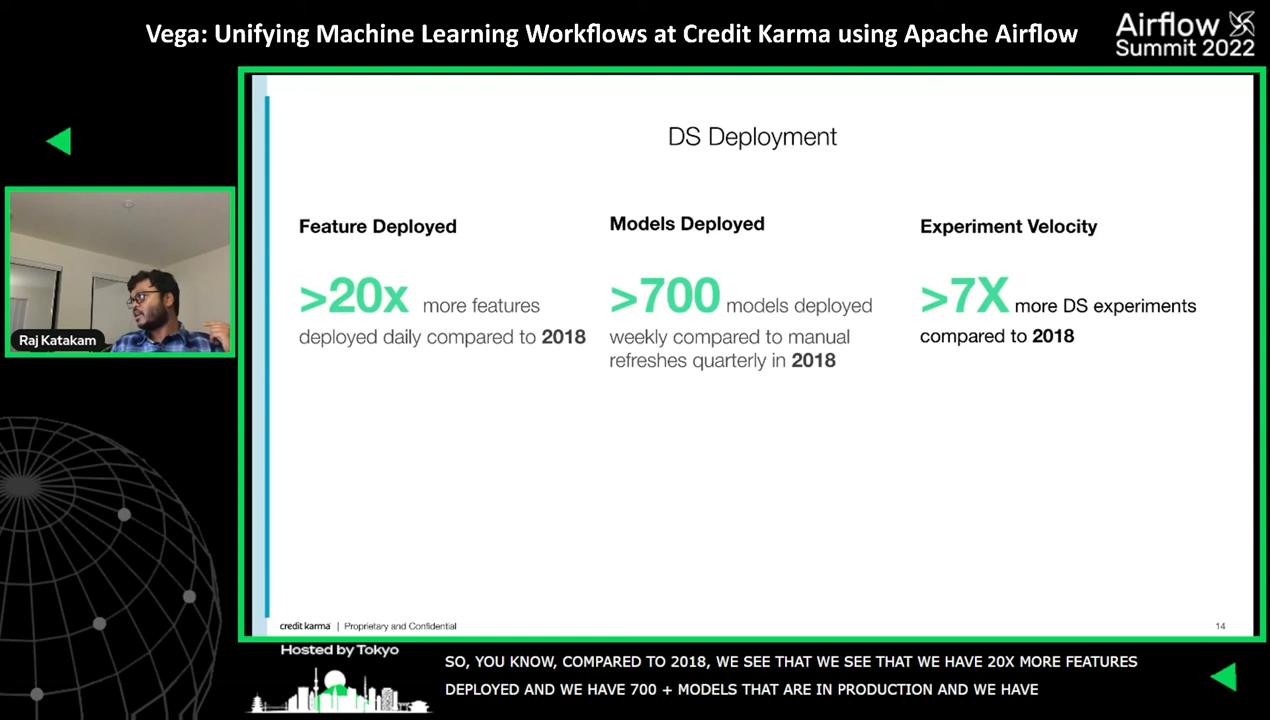 Vega: Unifying Machine Learning Workflows at Credit Karma using Apache Airflow
Airflow
Summit 2022
DS Deployment
Feature Deployed
>20x more features
deployed daily compared to 2018
Models Deployed
>700 models deployed
weekly compared to manual
refreshes quarterly in 2018
Experiment Velocity
>7X more DS experiments
compared to 2018
Raj Katakam
credit karma | Proprietary and Confidential
14
Hosted by Tokyo
SO, YOU KNOW, COMPARED TO 2018, WE SEE THAT WE SEE THAT WE HAVE 20X MORE FEATURES
DEPLOYED AND WE HAVE 700 + MODELS THAT ARE IN PRODUCTION AND WE HAVE